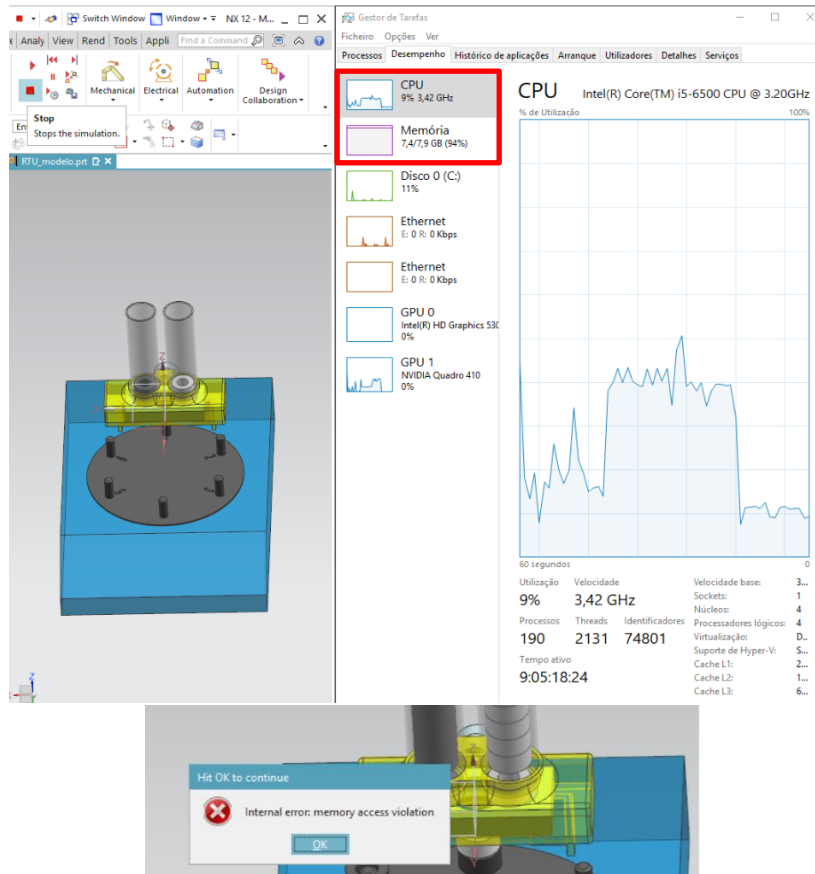 Switch Window Window NX 12 - M...
Analy View Rend Tools Appli Find a Command
Mechanical Electrical Automation Design
Collaboration
Stop
Stops the simulation.
RTU_modelo.prt
Z
Gestor de Tarefas
Ficheiro Opções Ver
Processos Desempenho Histórico de aplicações Arranque Utilizadores Detalhes Serviços
CPU
9% 3,42 GHz
Memória
7,4/7,9 GB (94%)
Disco 0 (C:)
11%
Ethernet
E: 0 R: 0 Kbps
Ethernet
E: 0 R: 0 Kbps
GPU 0
Intel(R) HD Graphics 530
0%
GPU 1
NVIDIA Quadro 410
0%
CPU Intel(R) Core(TM) i5-6500 CPU @ 3.20GHz
% de Utilização 100%
60 segundos 0
Utilização Velocidade Velocidade base: 3...
9% 3,42 GHz Sockets: 1
Núcleos: 4
Processos Threads Identificadores Processadores lógicos: 4
190 2131 74801 Virtualização: D...
Suporte de Hyper-V: S...
Tempo ativo Cache L1: 2...
9:05:18:24 Cache L2: 1...
Cache L3: 6...
Hit OK to continue
Internal error: memory access violation
OK